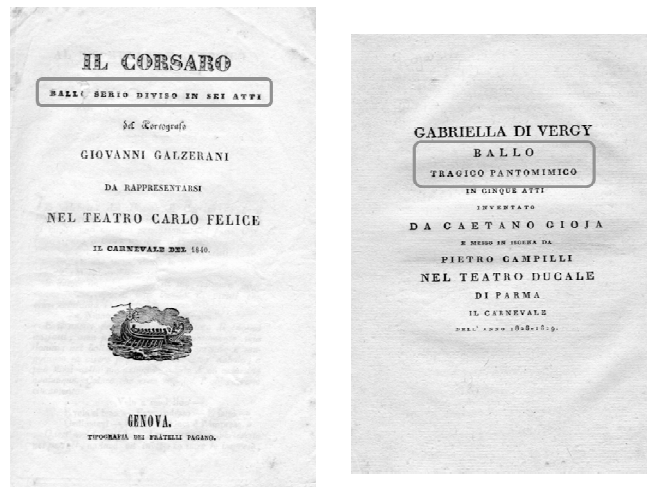 IL CORSARO
BALLO SERIO DIVISO IN SEI ATTI
del Coreografo
GIOVANNI GALZERANI
DA RAPPRESENTARSI
NEL TEATRO CARLO FELICE
IL CARNEVALE DEL 1840.
GENOVA.
TIPOGRAFIA DEI FRATELLI PAGANO.
GABRIELLA DI VERGY
BALLO
TRAGICO PANTOMIMICO
IN CINQUE ATTI
INVENTATO
DA CAETANO GIOJA
E MESSO IN ISCENA DA
PIETRO CAMPILLI
NEL TEATRO DUCALE
DI PARMA
IL CARNEVALE
DELL' ANNO 1828-1829.